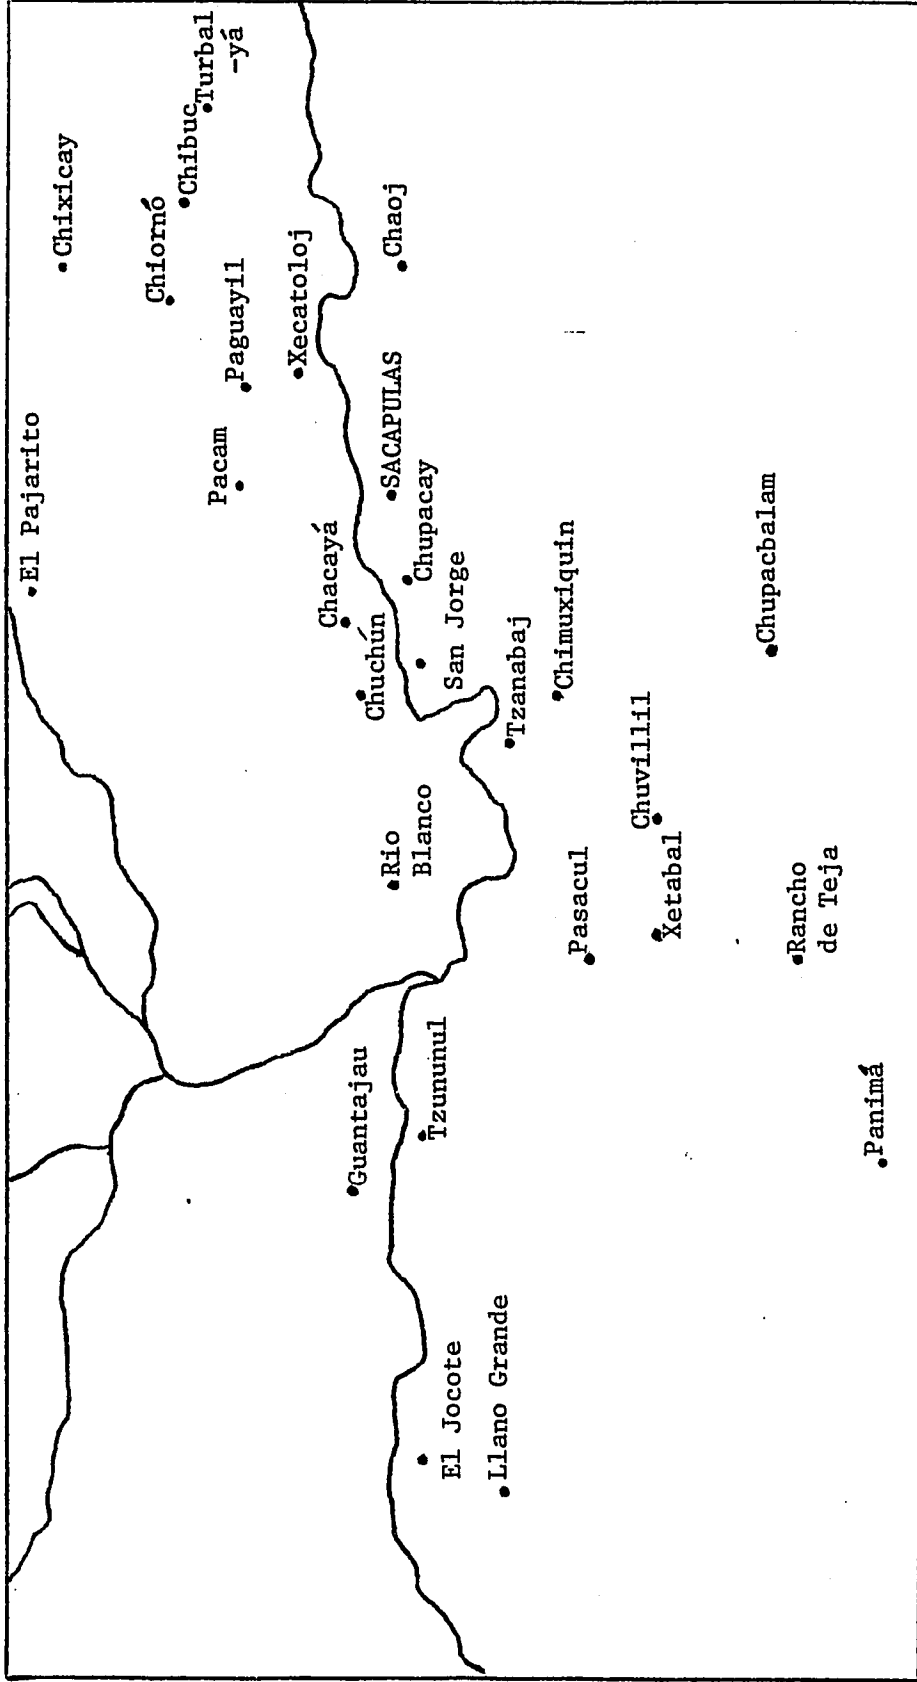 El Pajarito
Chixicay
Chiornó
Chibuc
Turbal
-yá
Pacam
Paguayil
Xecatoloj
Chacayá
Chuchún
SACAPULAS
Chaoj
Chupacay
San Jorge
Rio
Blanco
Guantajau
Tzununul
Tzanabaj
El Jocote
Llano Grande
Chimuxiquin
Pasacul
Chuvillil
Xetabal
Chupacbalam
Rancho
de Teja
Panimá